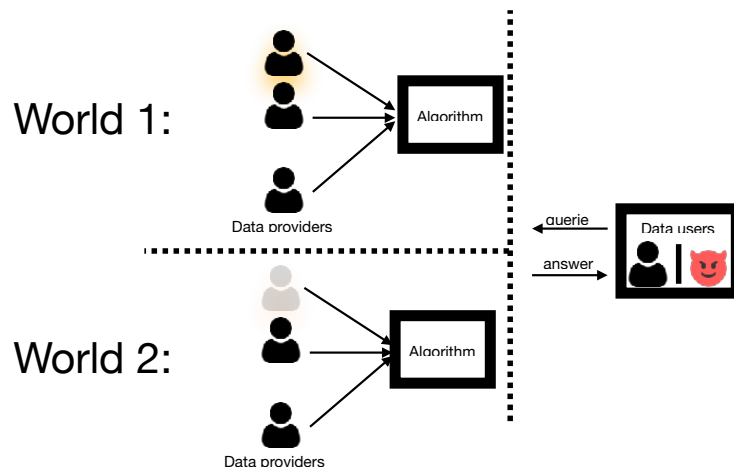 World 1:
Algorithm
Data providers
querie
Data users
answer
World 2:
Algorithm
Data providers